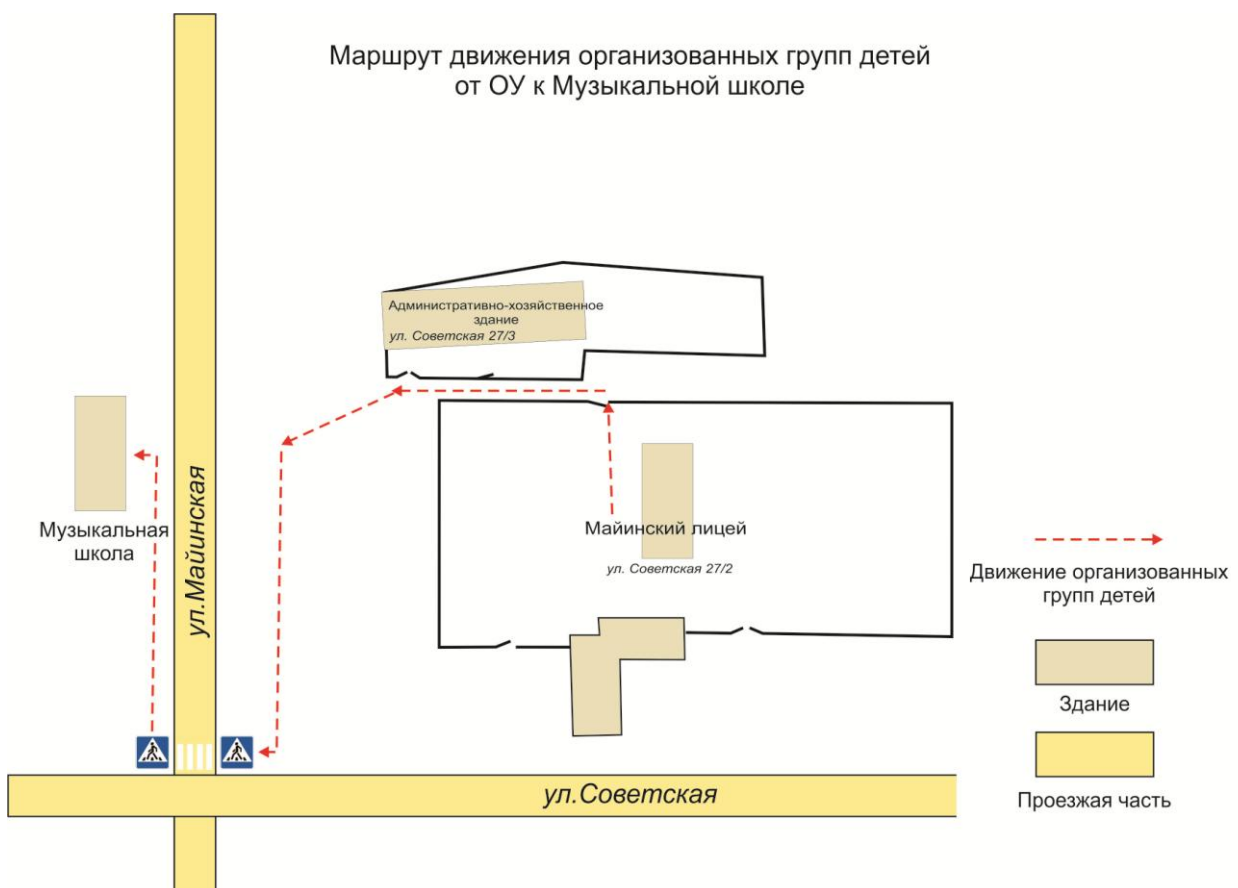 Маршрут движения организованных групп детей
от ОУ к Музыкальной школе
Административно-хозяйственное
здание
ул. Советская 27/3
Музыкальная
школа
ул.Майинская
Майинский лицей
ул. Советская 27/2
Движение организованных
групп детей
Здание
Проезжая часть
ул.Советская